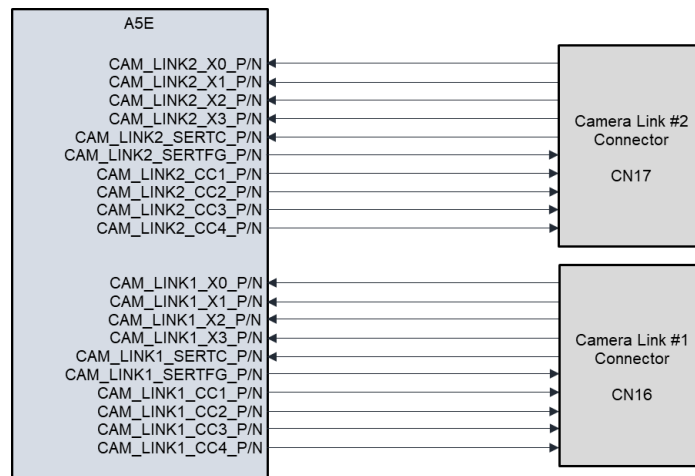 A5E
CAM_LINK2_X0_P/N
CAM_LINK2_X1_P/N
CAM_LINK2_X2_P/N
CAM_LINK2_X3_P/N
CAM_LINK2_SERTC_P/N
CAM_LINK2_SERTFG_P/N
CAM_LINK2_CC1_P/N
CAM_LINK2_CC2_P/N
CAM_LINK2_CC3_P/N
CAM_LINK2_CC4_P/N
Camera Link #2
Connector
CN17
CAM_LINK1_X0_P/N
CAM_LINK1_X1_P/N
CAM_LINK1_X2_P/N
CAM_LINK1_X3_P/N
CAM_LINK1_SERTC_P/N
CAM_LINK1_SERTFG_P/N
CAM_LINK1_CC1_P/N
CAM_LINK1_CC2_P/N
CAM_LINK1_CC3_P/N
CAM_LINK1_CC4_P/N
Camera Link #1
Connector
CN16